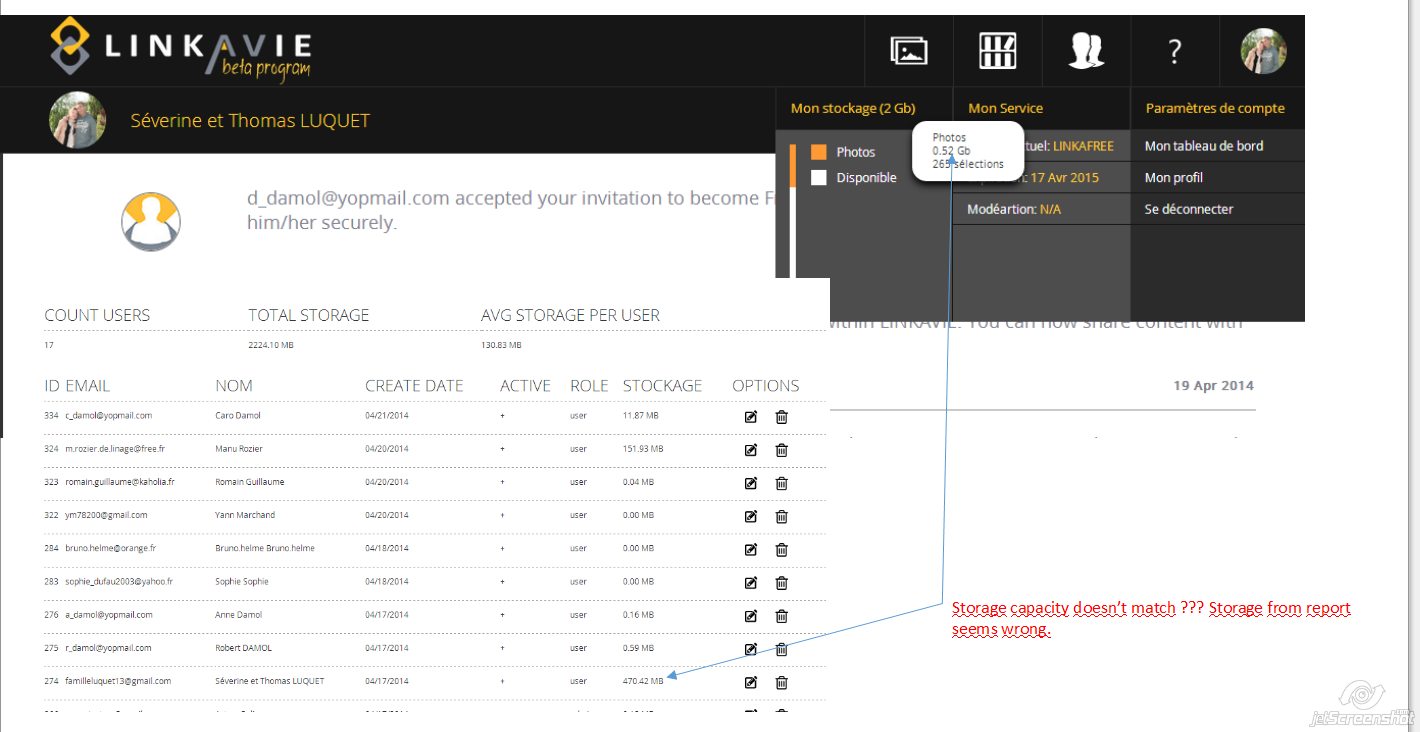 LINKAVIE
beta program
?
Séverine et Thomas LUQUET
Mon stockage (2 Gb)
Mon Service
Paramètres de compte
Photos
Disponible
Photos
0.52 Gb
265 sélections
tuel: LINKAFREE
17 Avr 2015
Modéartion: N/A
Mon tableau de bord
Mon profil
Se déconnecter
d_damol@yopmail.com accepted your invitation to become
him/her securely.
within LINKAVIE. You can now share content with
19 Apr 2014
COUNT USERS TOTAL STORAGE AVG STORAGE PER USER
17 2224.10 MB 130.83 MB
ID EMAIL NOM CREATE DATE ACTIVE ROLE STOCKAGE OPTIONS
334 c_damol@yopmail.com Caro Damol 04/21/2014 + user 11.87 MB
324 m.rozier.de.linage@free.fr Manu Rozier 04/20/2014 + user 151.93 MB
323 romain.guillaume@kaholia.fr Romain Guillaume 04/20/2014 + user 0.04 MB
322 ym78200@gmail.com Yann Marchand 04/20/2014 + user 0.00 MB
284 bruno.helme@orange.fr Bruno.helme Bruno.helme 04/18/2014 + user 0.00 MB
283 sophie_dufau2003@yahoo.fr Sophie Sophie 04/18/2014 + user 0.00 MB
276 a_damol@yopmail.com Anne Damol 04/17/2014 + user 0.16 MB
275 r_damol@yopmail.com Robert DAMOL 04/17/2014 + user 0.59 MB
274 familleluquet13@gmail.com Séverine et Thomas LUQUET 04/17/2014 + user 470.42 MB
Storage capacity doesn't match ??? Storage from report
seems wrong.
jetScreenshot